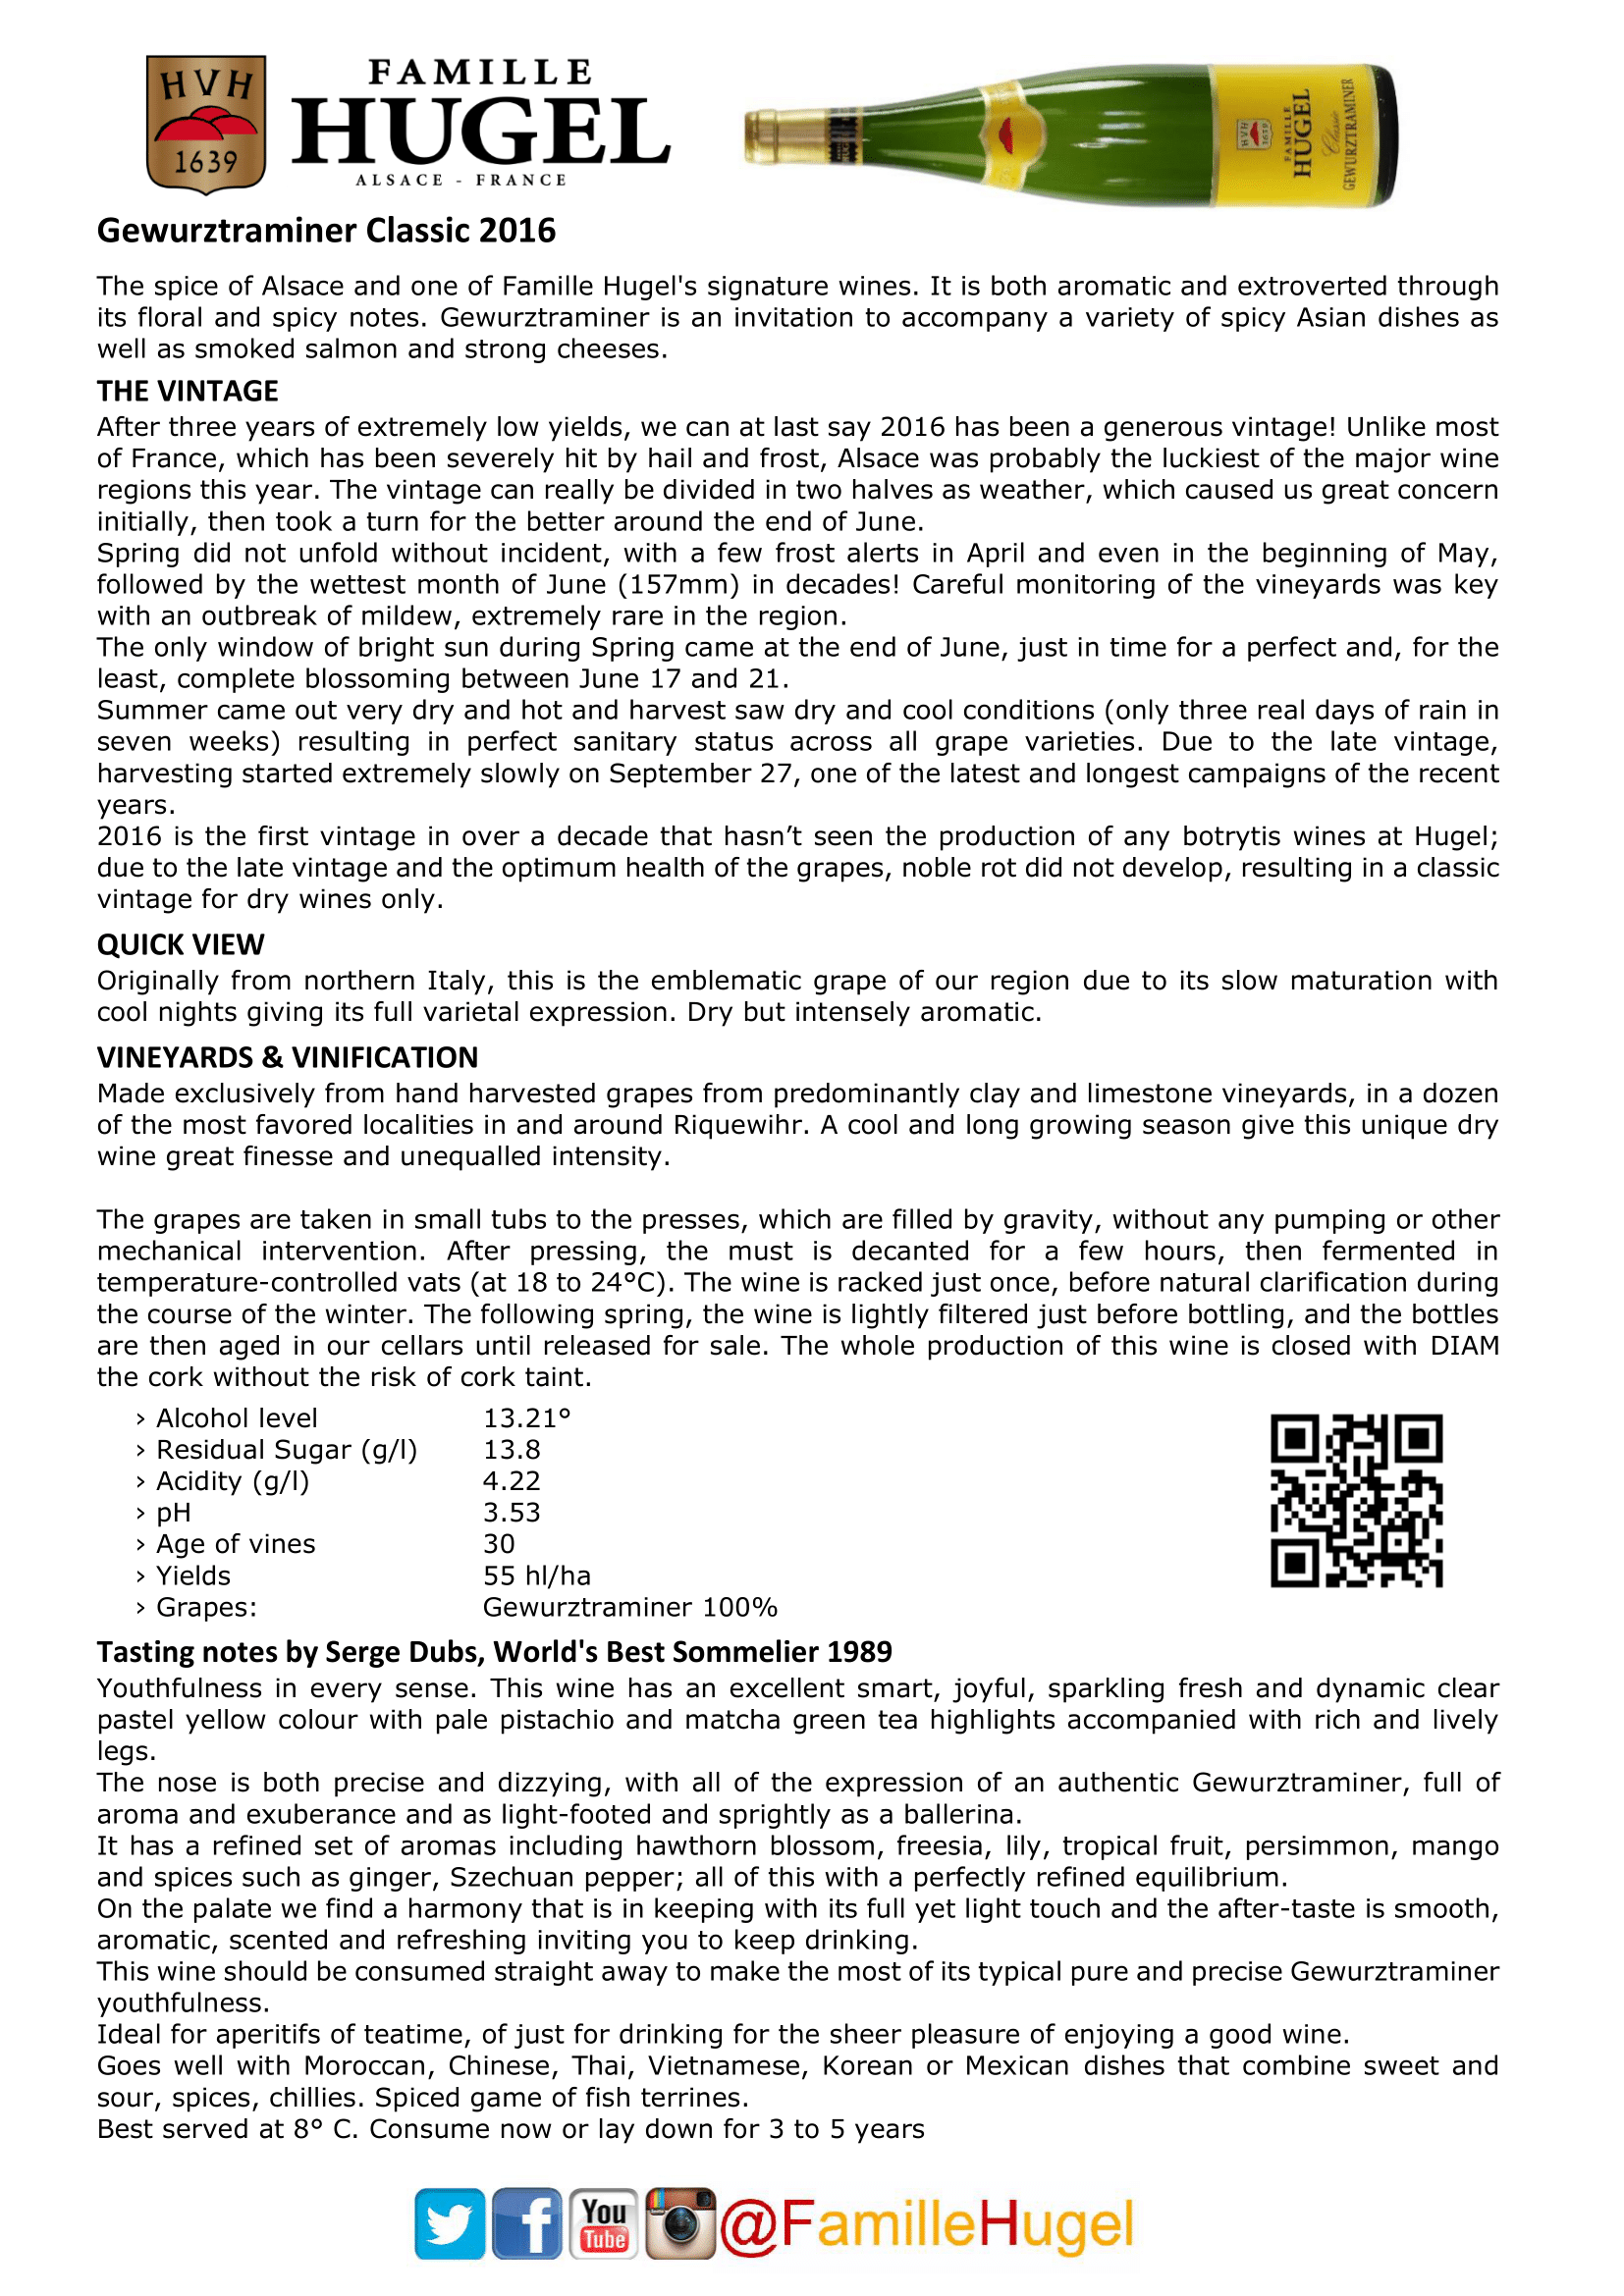 HVH
1639
FAMILLE
HUGEL
ALSACE - FRANCE
HVH
1639
FAMILLE
HUGEL
Classic
GEWURZTRAMINER
HUGEL
Gewurztraminer Classic 2016
The spice of Alsace and one of Famille Hugel's signature wines. It is both aromatic and extroverted through
its floral and spicy notes. Gewurztraminer is an invitation to accompany a variety of spicy Asian dishes as
well as smoked salmon and strong cheeses.
THE VINTAGE
After three years of extremely low yields, we can at last say 2016 has been a generous vintage! Unlike most
of France, which has been severely hit by hail and frost, Alsace was probably the luckiest of the major wine
regions this year. The vintage can really be divided in two halves as weather, which caused us great concern
initially, then took a turn for the better around the end of June.
Spring did not unfold without incident, with a few frost alerts in April and even in the beginning of May,
followed by the wettest month of June (157mm) in decades! Careful monitoring of the vineyards was key
with an outbreak of mildew, extremely rare in the region.
The only window of bright sun during Spring came at the end of June, just in time for a perfect and, for the
least, complete blossoming between June 17 and 21.
Summer came out very dry and hot and harvest saw dry and cool conditions (only three real days of rain in
seven weeks) resulting in perfect sanitary status across all grape varieties. Due to the late vintage,
harvesting started extremely slowly on September 27, one of the latest and longest campaigns of the recent
years.
2016 is the first vintage in over a decade that hasn’t seen the production of any botrytis wines at Hugel;
due to the late vintage and the optimum health of the grapes, noble rot did not develop, resulting in a classic
vintage for dry wines only.
QUICK VIEW
Originally from northern Italy, this is the emblematic grape of our region due to its slow maturation with
cool nights giving its full varietal expression. Dry but intensely aromatic.
VINEYARDS & VINIFICATION
Made exclusively from hand harvested grapes from predominantly clay and limestone vineyards, in a dozen
of the most favored localities in and around Riquewihr. A cool and long growing season give this unique dry
wine great finesse and unequalled intensity.
The grapes are taken in small tubs to the presses, which are filled by gravity, without any pumping or other
mechanical intervention. After pressing, the must is decanted for a few hours, then fermented in
temperature-controlled vats (at 18 to 24°C). The wine is racked just once, before natural clarification during
the course of the winter. The following spring, the wine is lightly filtered just before bottling, and the bottles
are then aged in our cellars until released for sale. The whole production of this wine is closed with DIAM
the cork without the risk of cork taint.
› Alcohol level 13.21°
› Residual Sugar (g/l) 13.8
› Acidity (g/l) 4.22
› pH 3.53
› Age of vines 30
› Yields 55 hl/ha
› Grapes: Gewurztraminer 100%
Tasting notes by Serge Dubs, World's Best Sommelier 1989
Youthfulness in every sense. This wine has an excellent smart, joyful, sparkling fresh and dynamic clear
pastel yellow colour with pale pistachio and matcha green tea highlights accompanied with rich and lively
legs.
The nose is both precise and dizzying, with all of the expression of an authentic Gewurztraminer, full of
aroma and exuberance and as light-footed and sprightly as a ballerina.
It has a refined set of aromas including hawthorn blossom, freesia, lily, tropical fruit, persimmon, mango
and spices such as ginger, Szechuan pepper; all of this with a perfectly refined equilibrium.
On the palate we find a harmony that is in keeping with its full yet light touch and the after-taste is smooth,
aromatic, scented and refreshing inviting you to keep drinking.
This wine should be consumed straight away to make the most of its typical pure and precise Gewurztraminer
youthfulness.
Ideal for aperitifs of teatime, of just for drinking for the sheer pleasure of enjoying a good wine.
Goes well with Moroccan, Chinese, Thai, Vietnamese, Korean or Mexican dishes that combine sweet and
sour, spices, chillies. Spiced game of fish terrines.
Best served at 8° C. Consume now or lay down for 3 to 5 years
You
Tube
@FamilleHugel